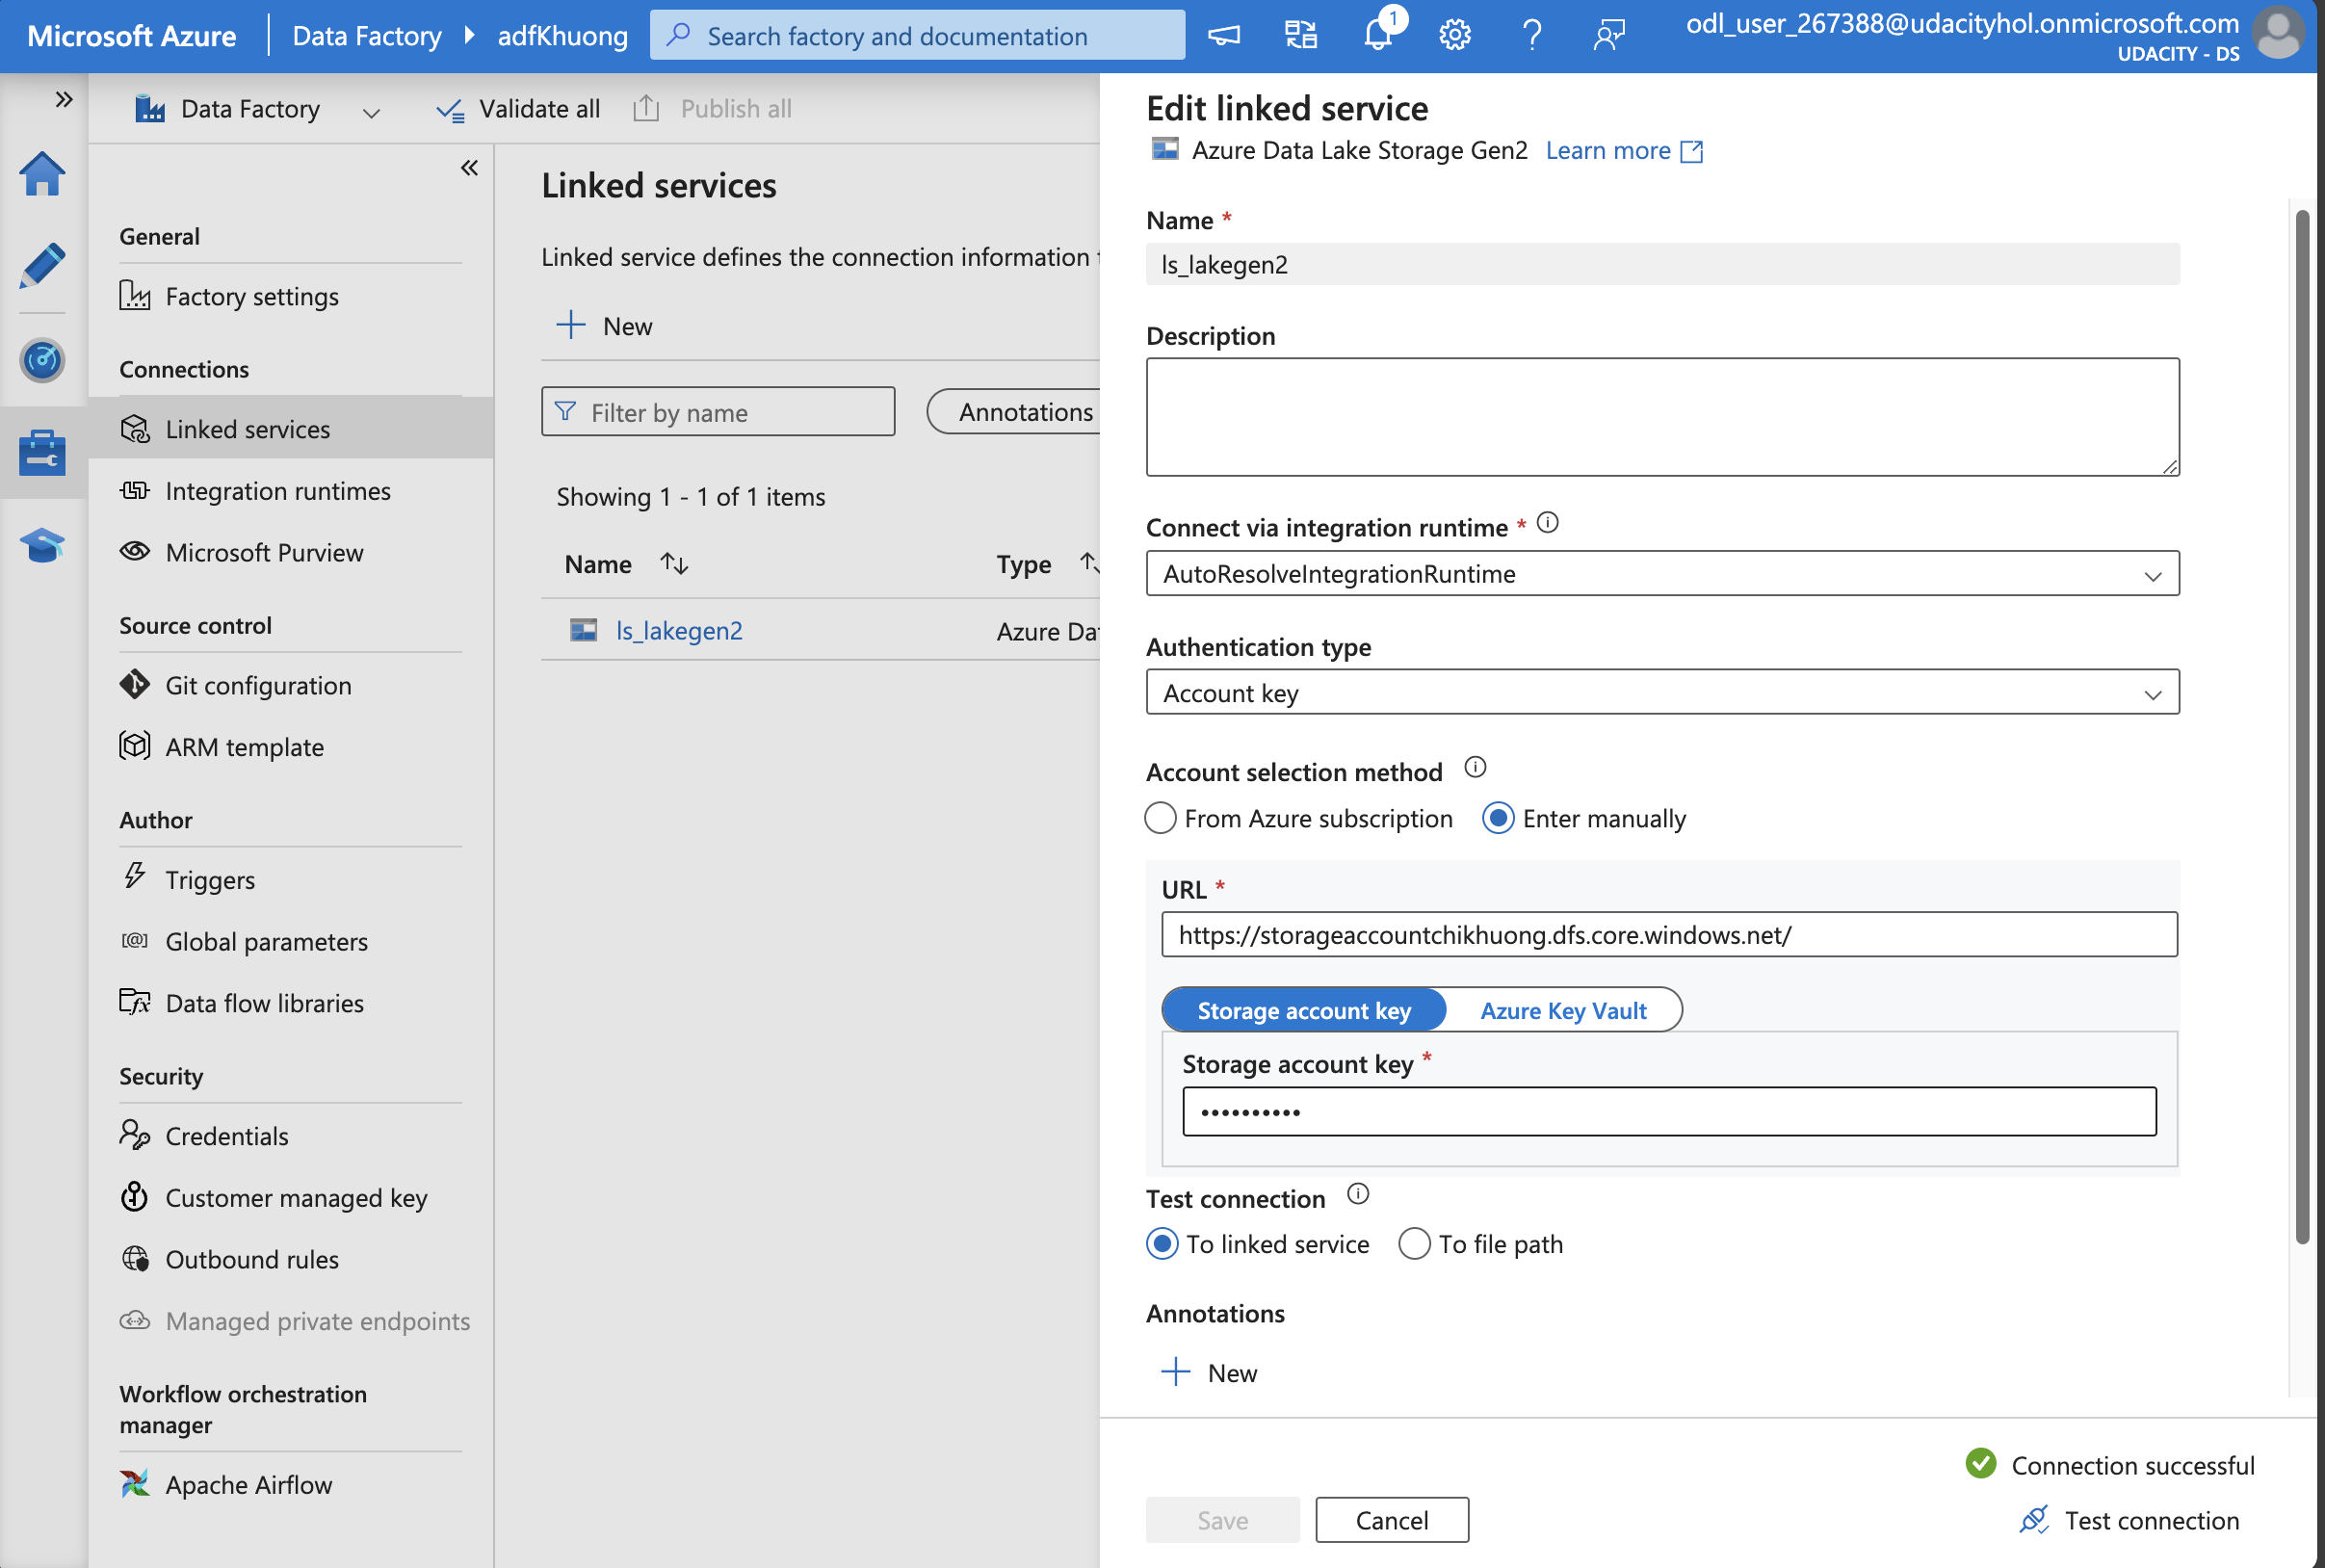 Microsoft Azure
Data Factory
adfKhuong
Search factory and documentation
1
odl_user_267388@udacityhol.onmicrosoft.com
UDACITY - DS
Data Factory
Validate all
Publish all
General
Factory settings
Connections
Linked services
Integration runtimes
Microsoft Purview
Source control
Git configuration
ARM template
Author
Triggers
Global parameters
Data flow libraries
Security
Credentials
Customer managed key
Outbound rules
Managed private endpoints
Workflow orchestration
manager
Apache Airflow
Linked services
Linked service defines the connection information
New
Filter by name
Annotations
Showing 1 - 1 of 1 items
Name
Type
ls_lakegen2
Azure Da
Edit linked service
Azure Data Lake Storage Gen2 Learn more
Name *
ls_lakegen2
Description
Connect via integration runtime *
AutoResolveIntegrationRuntime
Authentication type
Account key
Account selection method
From Azure subscription
Enter manually
URL *
https://storageaccountchikhuong.dfs.core.windows.net/
Storage account key
Azure Key Vault
Storage account key *
••••••••••
Test connection
To linked service
To file path
Annotations
New
Connection successful
Save
Cancel
Test connection